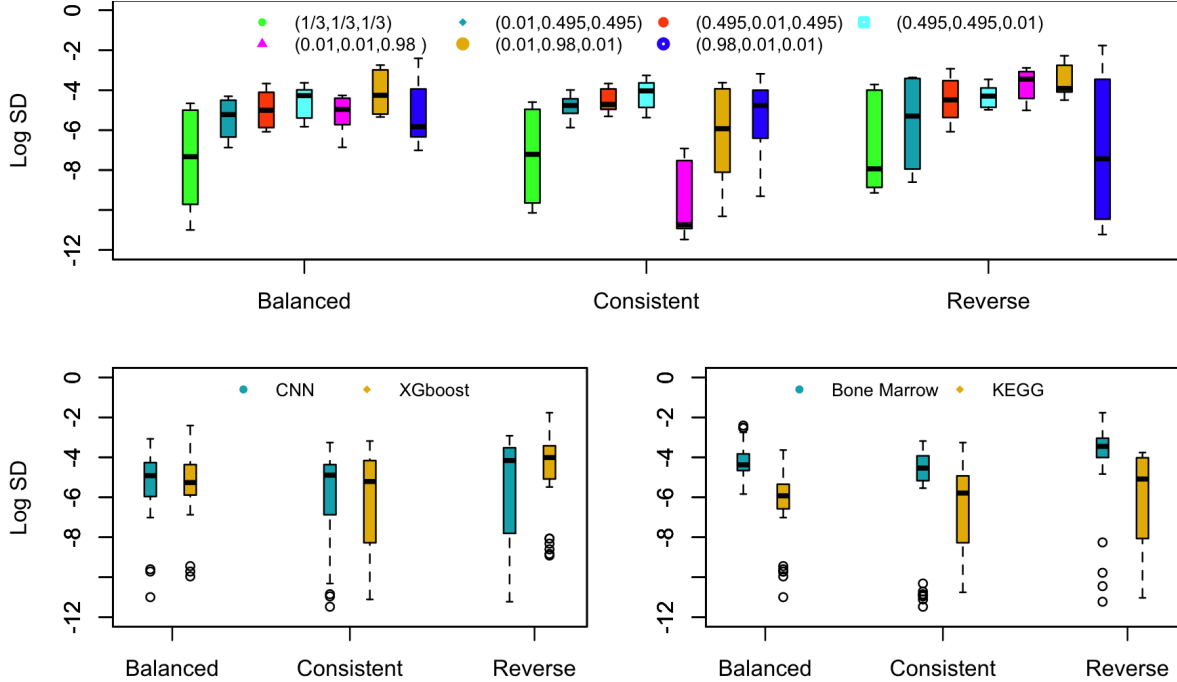 (1/3,1/3,1/3) (0.01,0.495,0.495) (0.495,0.01,0.495) (0.495,0.495,0.01)
(0.01,0.01,0.98 ) (0.01,0.98,0.01) (0.98,0.01,0.01)
Log SD
0
-2
-4
-6
-8
-12
Balanced Consistent Reverse
CNN XGboost
Log SD
0
-2
-4
-6
-8
-12
Balanced Consistent Reverse
Bone Marrow KEGG
0
-2
-4
-6
-8
-12
Balanced Consistent Reverse